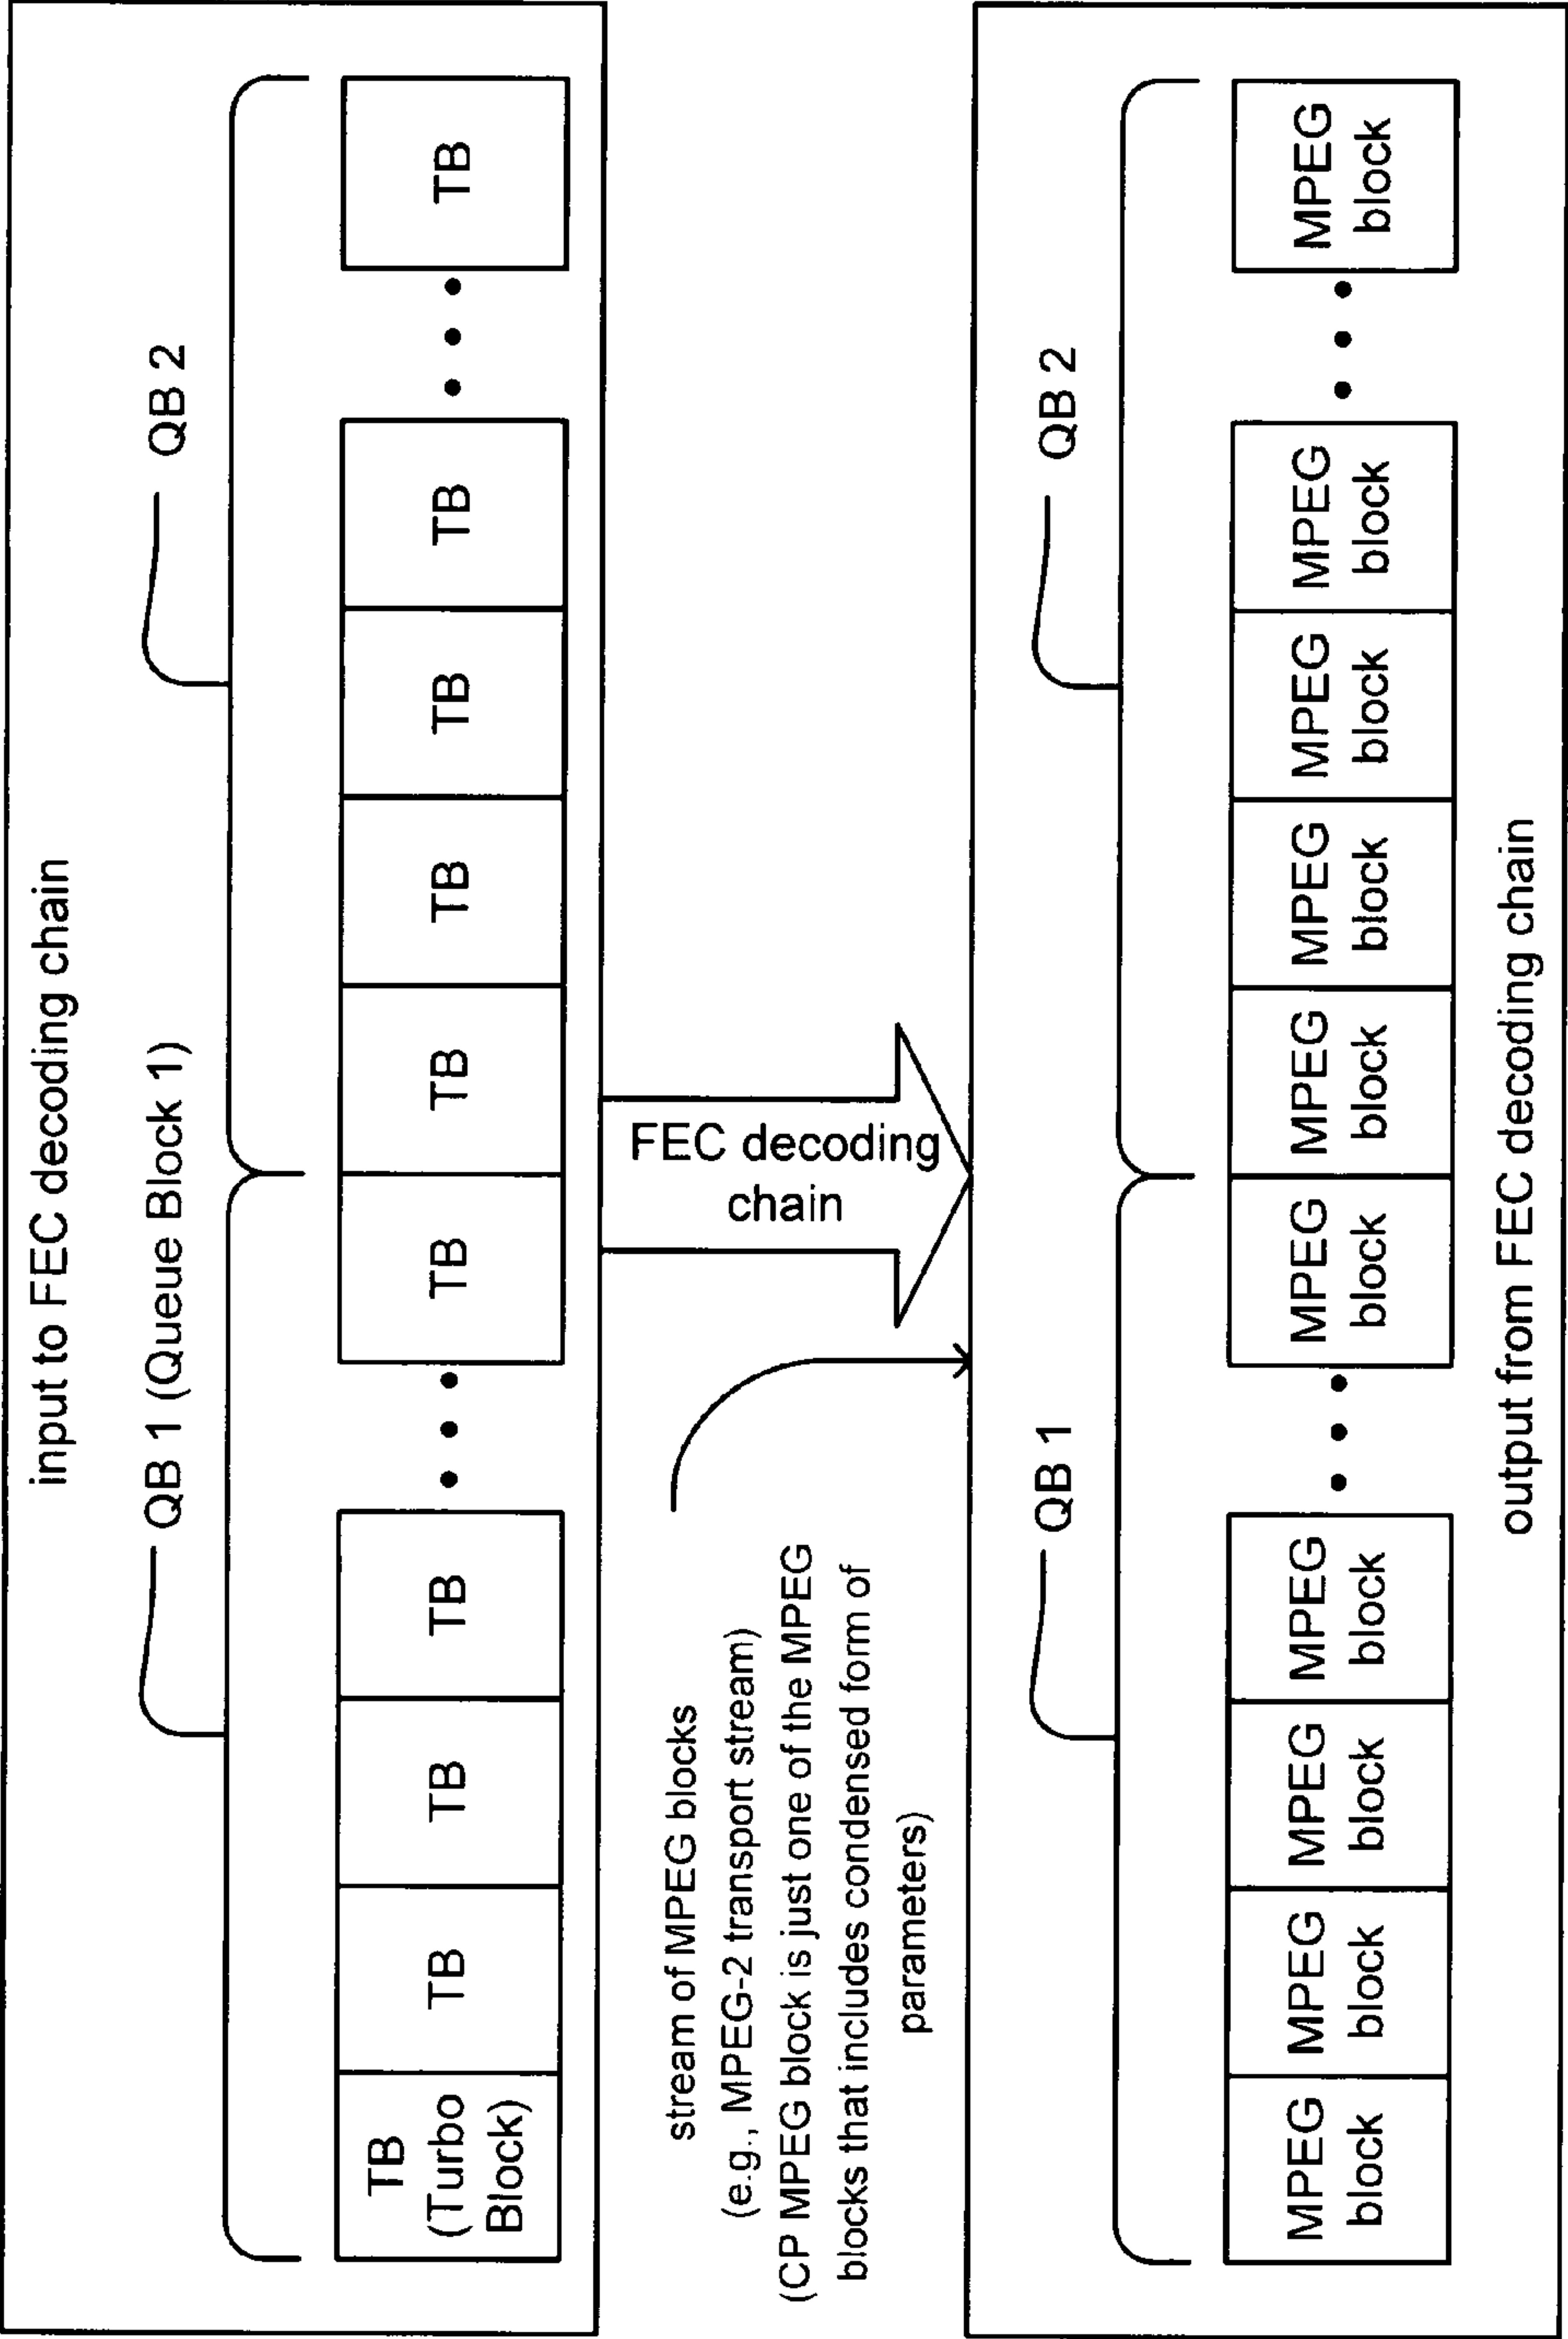 input to FEC decoding chain
QB 1 (Queue Block 1)
QB 2
TB
(Turbo
Block)
TB
TB
TB
TB
TB
TB
TB
TB
TB
FEC decoding
chain
stream of MPEG blocks
(e.g., MPEG-2 transport stream)
(CP MPEG block is just one of the MPEG
blocks that includes condensed form of
parameters)
QB 1
QB 2
MPEG
block
MPEG
block
MPEG
block
MPEG
block
MPEG
block
MPEG
block
MPEG
block
MPEG
block
MPEG
block
MPEG
block
output from FEC decoding chain